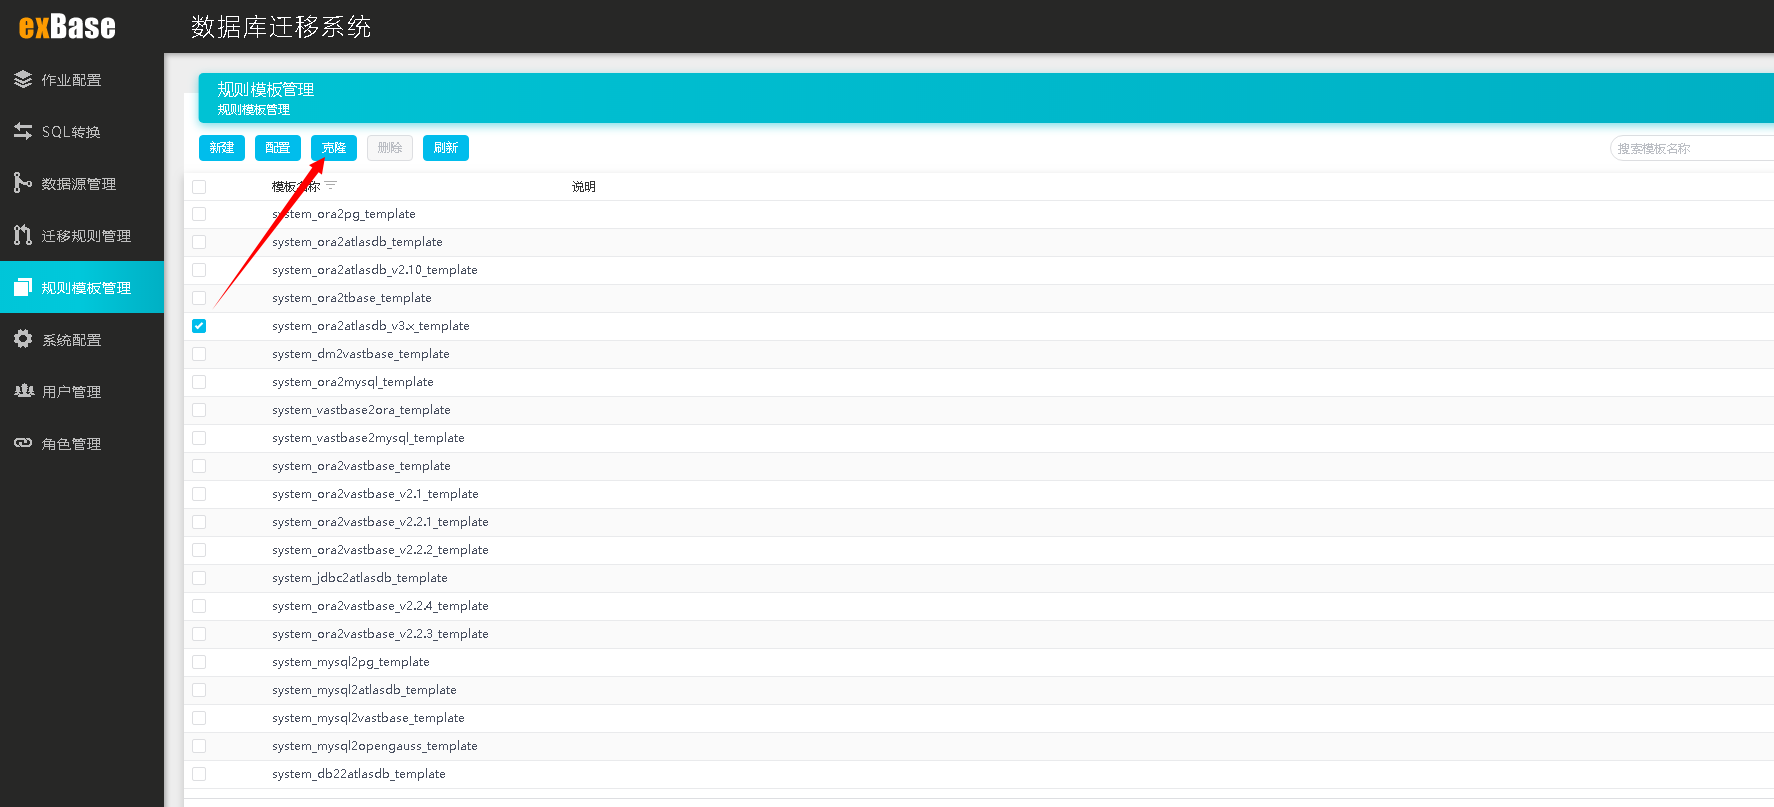 exBase
数据库迁移系统
作业配置
SQL转换
数据源管理
迁移规则管理
规则模板管理
系统配置
用户管理
角色管理
规则模板管理
规则模板管理
新建 配置 克隆 删除 刷新
搜索模板名称
模板名称 说明
system_ora2pg_template
system_ora2atlasdb_template
system_ora2atlasdb_v2.10_template
system_ora2tbase_template
system_ora2atlasdb_v3.x_template
system_dm2vastbase_template
system_ora2mysql_template
system_vastbase2ora_template
system_vastbase2mysql_template
system_ora2vastbase_template
system_ora2vastbase_v2.1_template
system_ora2vastbase_v2.2.1_template
system_ora2vastbase_v2.2.2_template
system_jdbc2atlasdb_template
system_ora2vastbase_v2.2.4_template
system_ora2vastbase_v2.2.3_template
system_mysql2pg_template
system_mysql2atlasdb_template
system_mysql2vastbase_template
system_mysql2opengauss_template
system_db22atlasdb_template